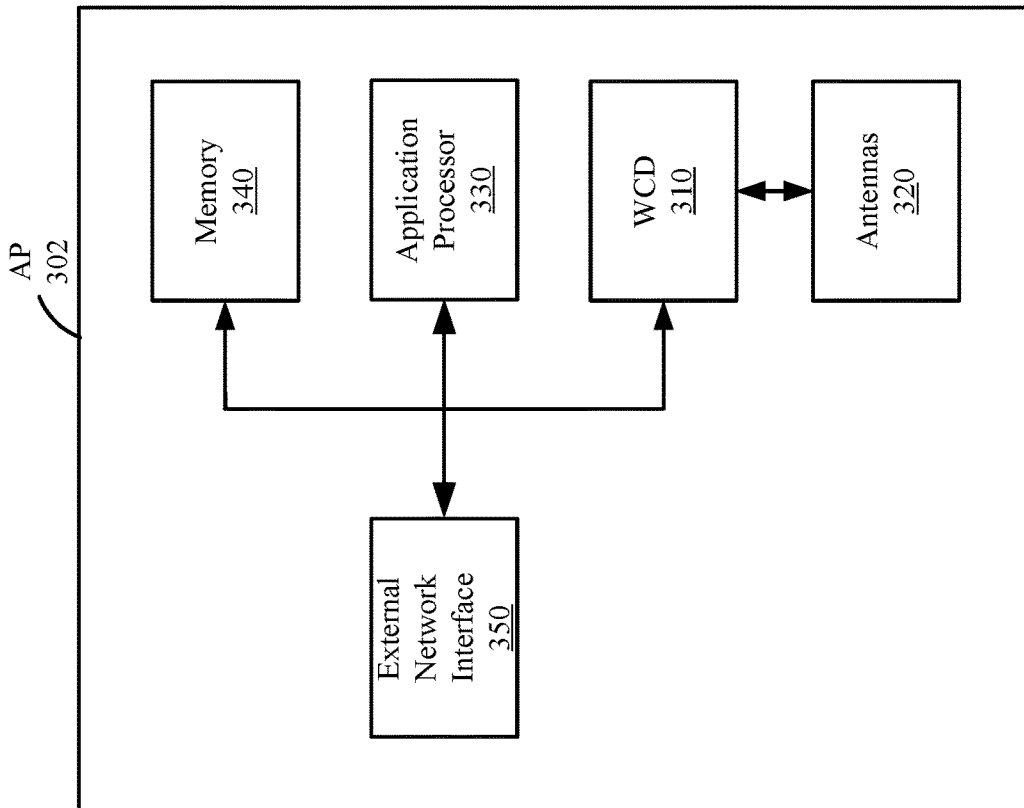 AP
302
Memory
340
Application
Processor
330
WCD
310
Antennas
320
External
Network
Interface
350